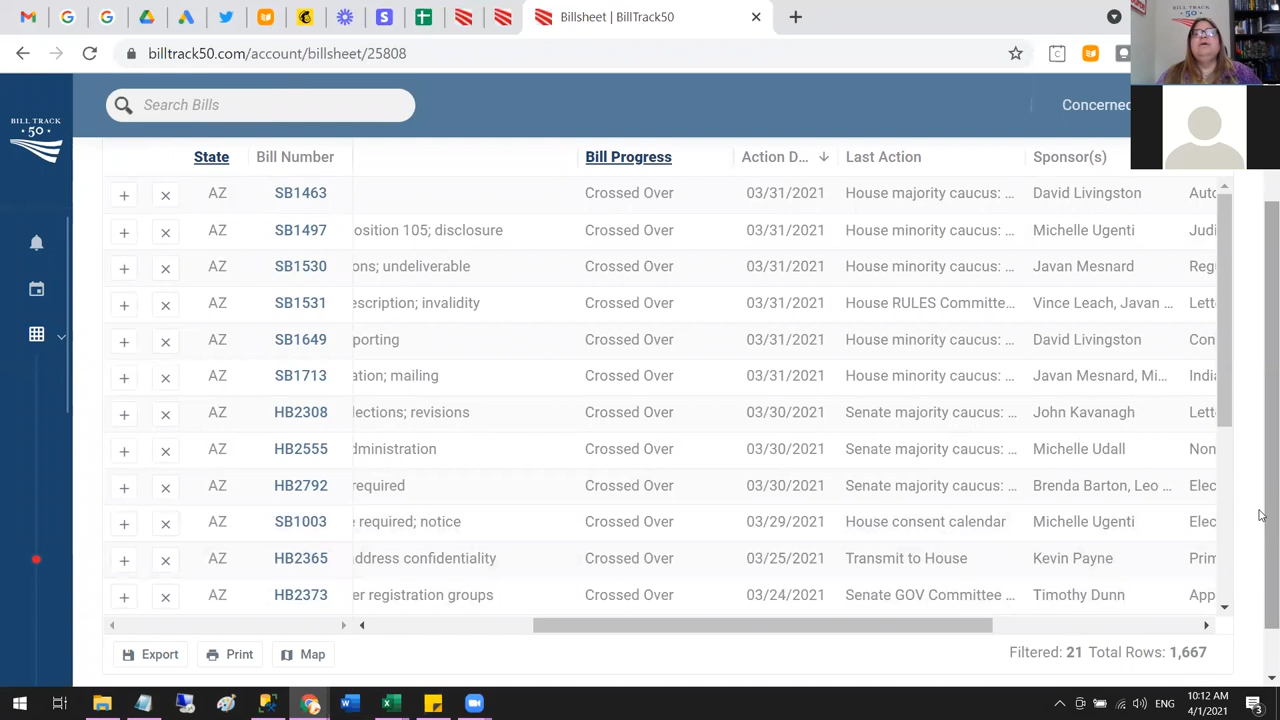 Billsheet | BillTrack50
billtrack50.com/account/billsheet/25808
BILL TRACK
50
Search Bills
Concerned
BILL TRACK
50
State Bill Number Bill Progress Action D... Last Action Sponsor(s)
AZ SB1463 Crossed Over 03/31/2021 House majority caucus: ... David Livingston Auto
AZ SB1497 osition 105; disclosure Crossed Over 03/31/2021 House minority caucus: ... Michelle Ugenti Judi
AZ SB1530 ons; undeliverable Crossed Over 03/31/2021 House minority caucus: ... Javan Mesnard Reg
AZ SB1531 escription; invalidity Crossed Over 03/31/2021 House RULES Committe... Vince Leach, Javan ... Lett
AZ SB1649 porting Crossed Over 03/31/2021 House minority caucus: ... David Livingston Con
AZ SB1713 ation; mailing Crossed Over 03/31/2021 House minority caucus: ... Javan Mesnard, Mi... India
AZ HB2308 lections; revisions Crossed Over 03/30/2021 Senate majority caucus: ... John Kavanagh Lett
AZ HB2555 dministration Crossed Over 03/30/2021 Senate majority caucus: ... Michelle Udall Non
AZ HB2792 required Crossed Over 03/30/2021 Senate majority caucus: ... Brenda Barton, Leo ... Elec
AZ SB1003 e required; notice Crossed Over 03/29/2021 House consent calendar Michelle Ugenti Elec
AZ HB2365 address confidentiality Crossed Over 03/25/2021 Transmit to House Kevin Payne Prim
AZ HB2373 er registration groups Crossed Over 03/24/2021 Senate GOV Committee ... Timothy Dunn App
Export Print Map Filtered: 21 Total Rows: 1,667
ENG
10:12 AM
4/1/2021
3